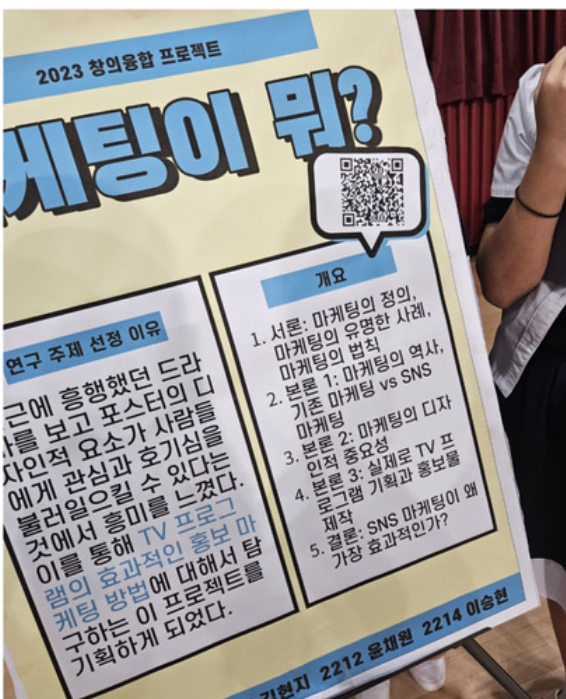 2023 창의융합 프로젝트
케팅이 뭐?
연구 주제 선정 이유
근에 흥행했던 드라
를 보고 포스터의 디
자인적 요소가 사람들
에게 관심과 호기심을
불러일으킬 수 있다는
것에서 흥미를 느꼈다.
이를 통해 TV 프로그
램의 효과적인 홍보 마
케팅 방법에 대해서 탐
구하는 이 프로젝트를
기획하게 되었다.
개요
1. 서론: 마케팅의 정의,
마케팅의 유명한 사례,
마케팅의 법칙
2. 본론 1: 마케팅의 역사,
기존 마케팅 vs SNS
마케팅
3. 본론 2: 마케팅의 디자
인적 중요성
4. 본론 3: 실제로 TV 프
로그램 기획과 홍보물
제작
5. 결론: SNS 마케팅이 왜
가장 효과적인가?
김현지 2212 윤채원 2214 이승현